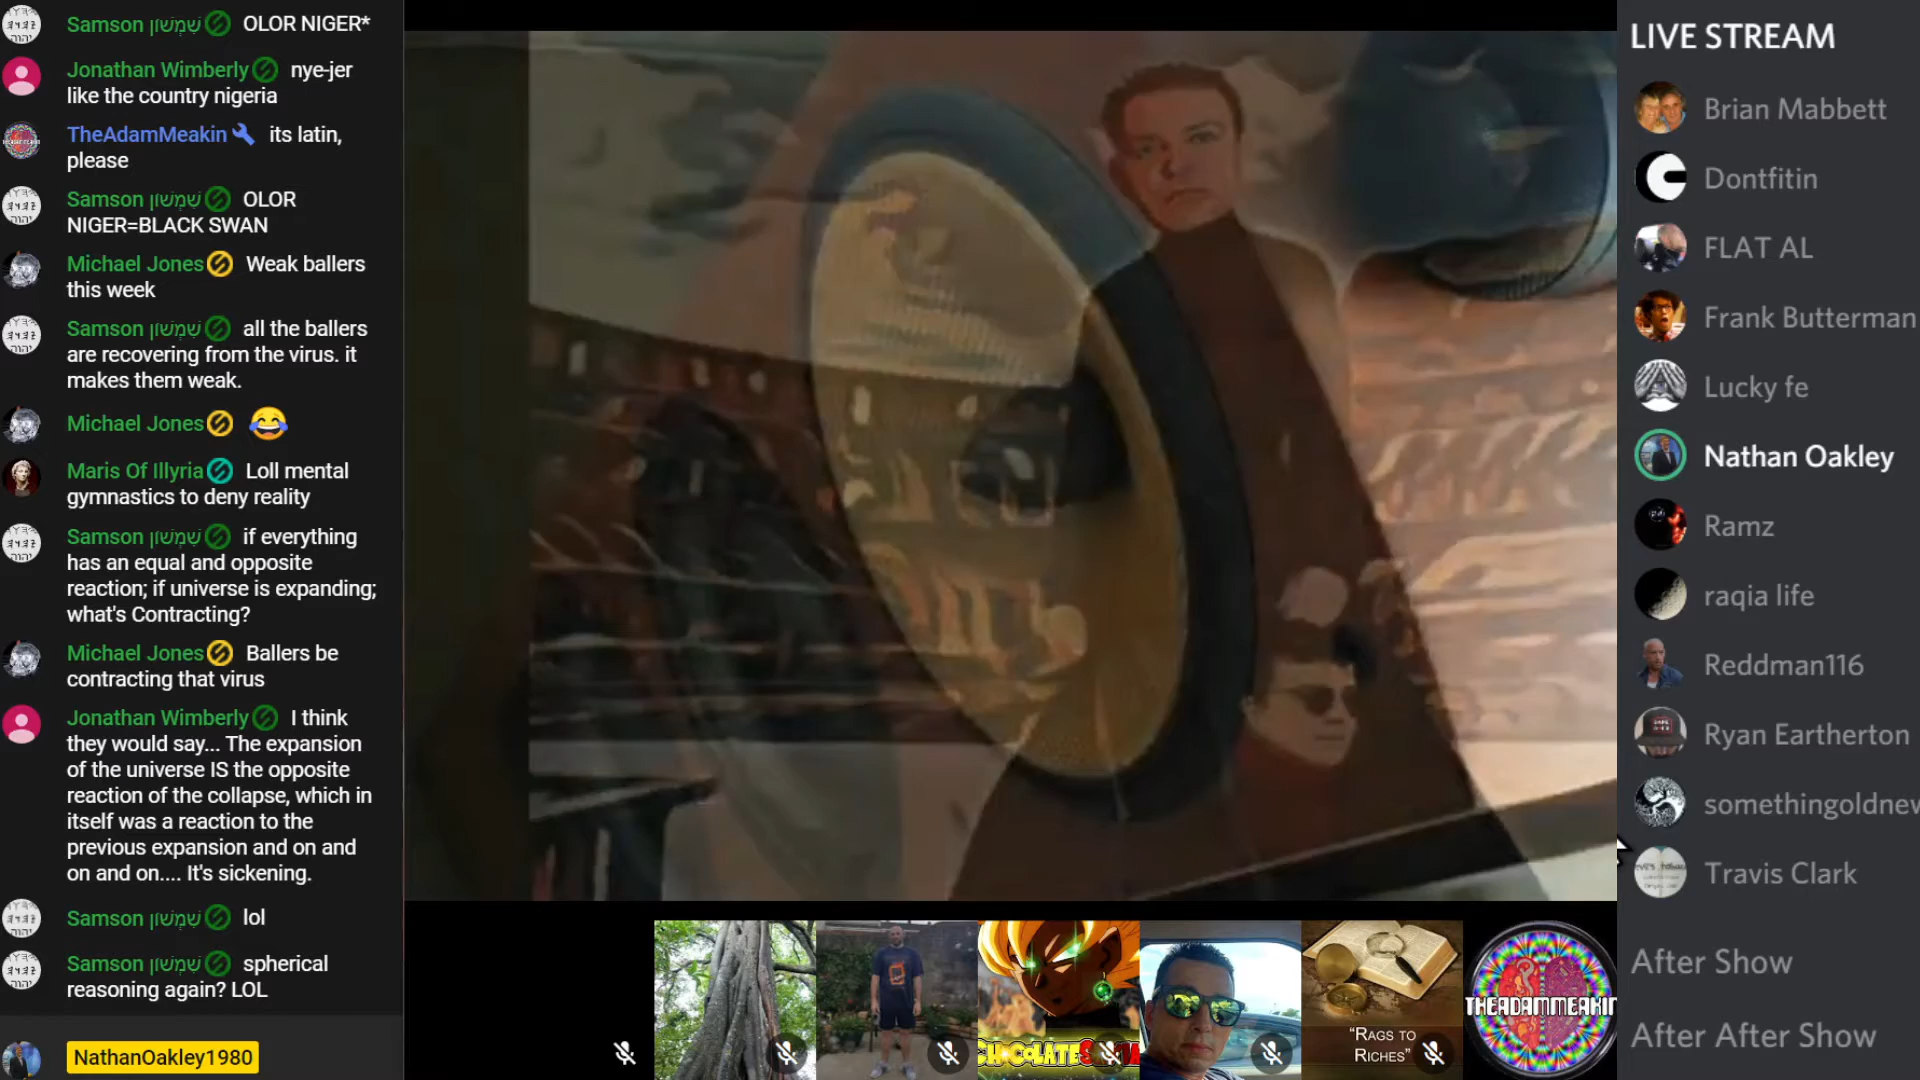 Samson שִׁמְשׁוֹן OLOR NIGER*
Jonathan Wimberly nye-jer
like the country nigeria
TheAdamMeakin its latin,
please
Samson שִׁמְשׁוֹן OLOR
NIGER=BLACK SWAN
Michael Jones Weak ballers
this week
Samson שִׁמְשׁוֹן all the ballers
are recovering from the virus. it
makes them weak.
Michael Jones 😂
Maris Of Illyria Loll mental
gymnastics to deny reality
Samson שִׁמְשׁוֹן if everything
has an equal and opposite
reaction; if universe is expanding;
what's Contracting?
Michael Jones Ballers be
contracting that virus
Jonathan Wimberly I think
they would say... The expansion
of the universe IS the opposite
reaction of the collapse, which in
itself was a reaction to the
previous expansion and on and
on and on.... It's sickening.
Samson שִׁמְשׁוֹן lol
Samson שִׁמְשׁוֹן spherical
reasoning again? LOL
NathanOakley1980
"RAGS TO
RICHES"
THEADAMMEAKIN
LIVE STREAM
Brian Mabbett
Dontfitin
FLAT AL
Frank Butterman
Lucky fe
Nathan Oakley
Ramz
raqia life
Reddman116
Ryan Eartherton
somethingoldnew
Travis Clark
After Show
After After Show